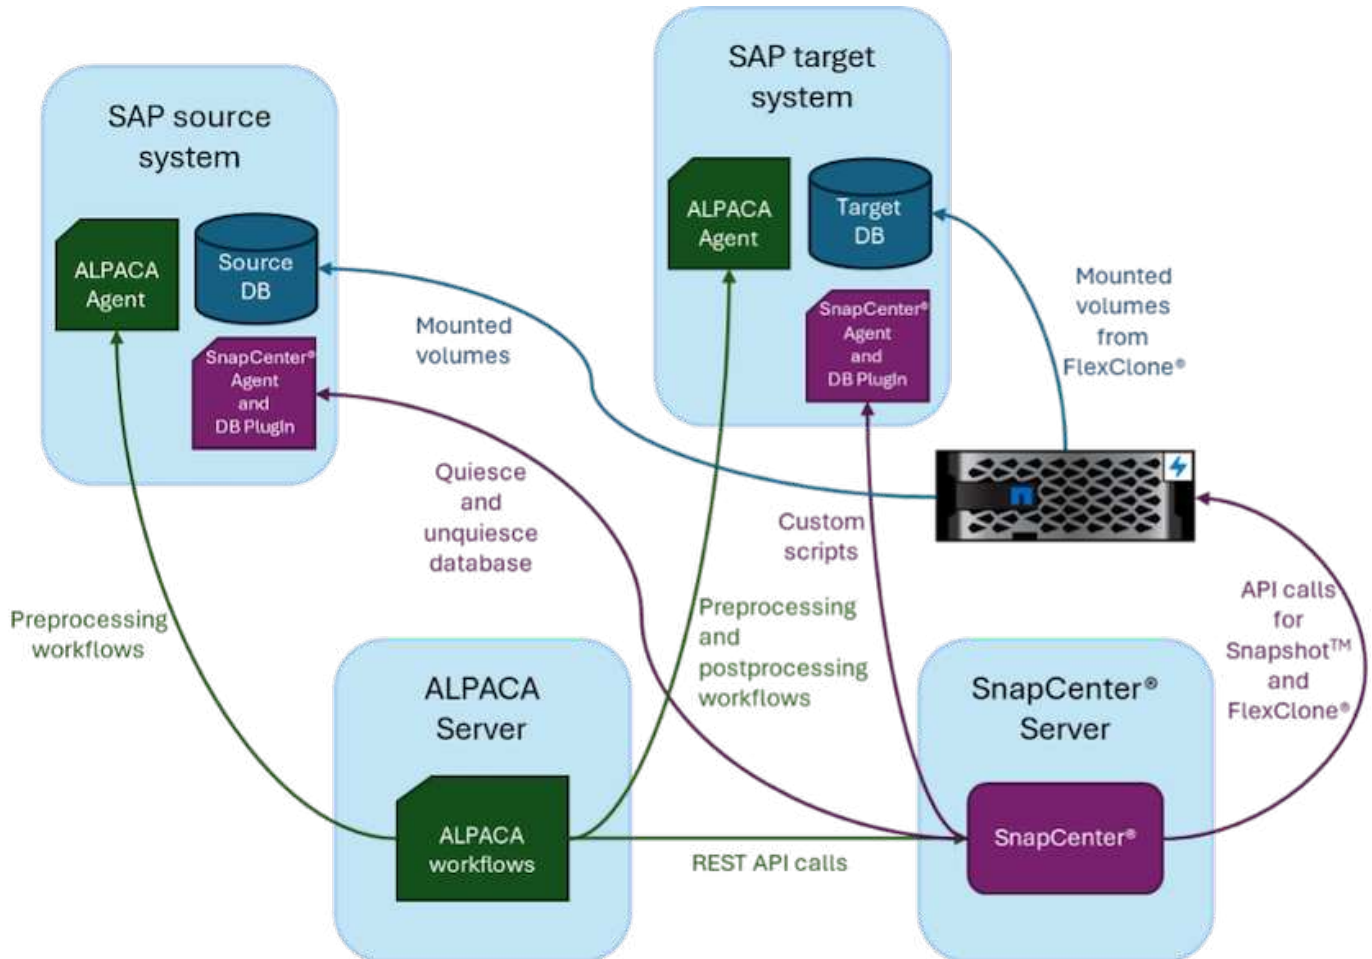 SAP source
system
ALPACA
Agent
Source
DB
SnapCenter®
Agent
and
DB PlugIn
SAP target
system
ALPACA
Agent
Target
DB
SnapCenter®
Agent
and
DB PlugIn
Mounted
volumes
Mounted
volumes
from
FlexClone®
Quiesce
and
unquiesce
database
Custom
scripts
Preprocessing
workflows
Preprocessing
and
postprocessing
workflows
API calls
for
Snapshot™
and
FlexClone®
ALPACA
Server
ALPACA
workflows
REST API calls
SnapCenter®
Server
SnapCenter®